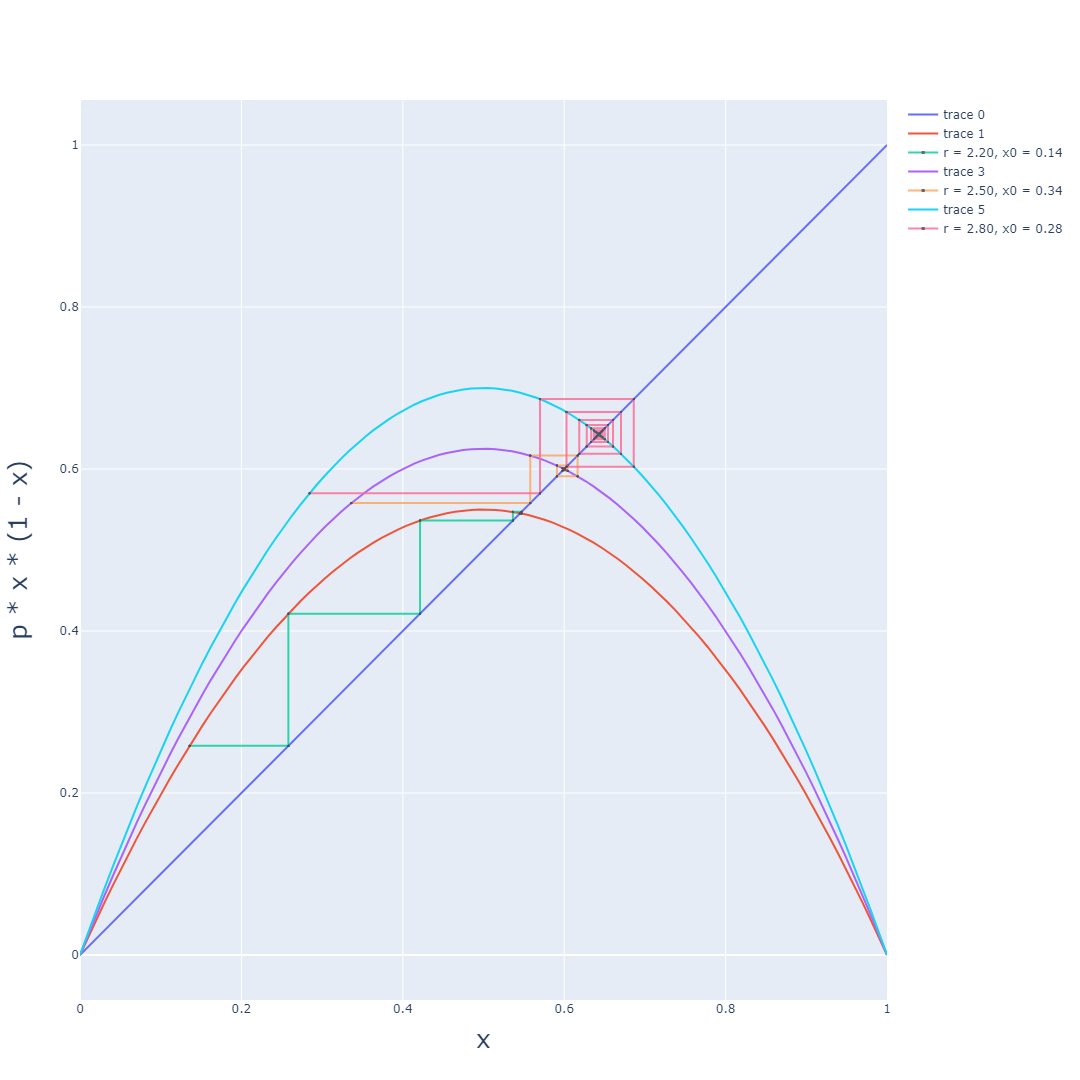 trace 0
trace 1
r = 2.20, x0 = 0.14
trace 3
r = 2.50, x0 = 0.34
trace 5
r = 2.80, x0 = 0.28
1
0.8
0.6
0.4
0.2
0
p * x * (1 - x)
0
0.2
0.4
0.6
0.8
1
x